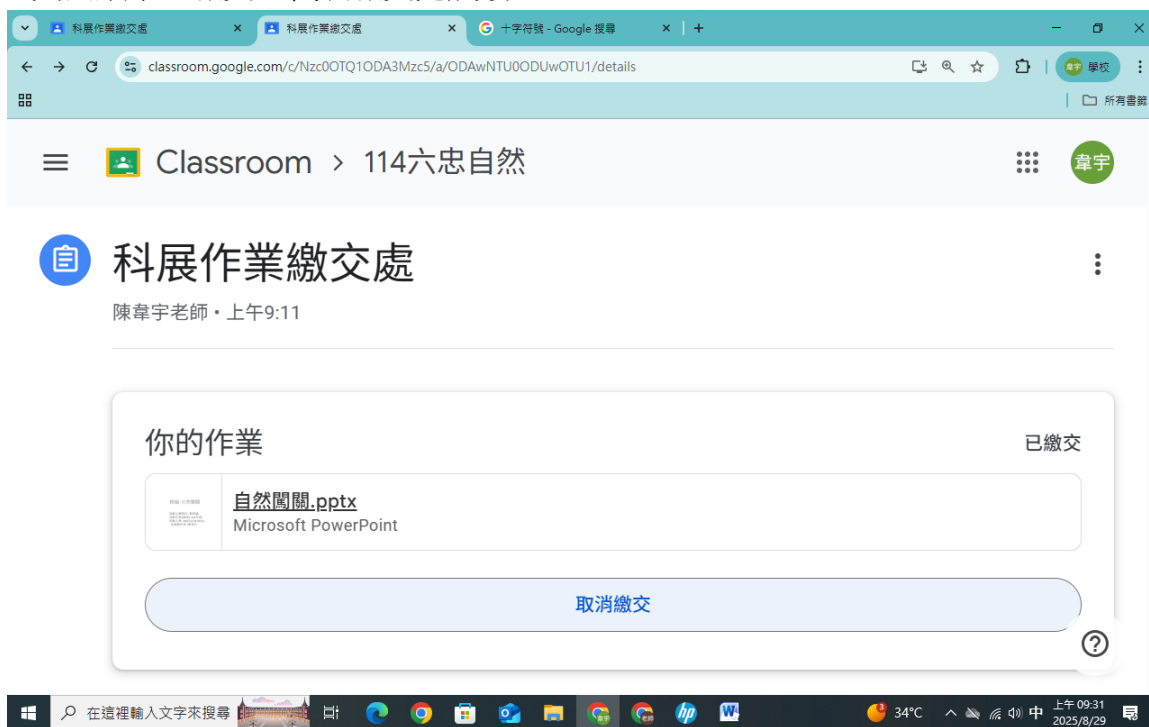 科展作業繳交處
科展作業繳交處
十字符號 - Google 搜尋
classroom.google.com/c/Nzc0OTQ1ODA3Mzc5/a/ODAwNTU0ODUwOTU1/details
韋宇 學校
所有書籤
Classroom > 114六忠自然
韋宇
科展作業繳交處
陳韋宇老師 • 上午9:11
你的作業
已繳交
自然闖關.pptx
Microsoft PowerPoint
取消繳交
在這裡輸入文字來搜尋
34°C
中
上午 09:31
2025/8/29